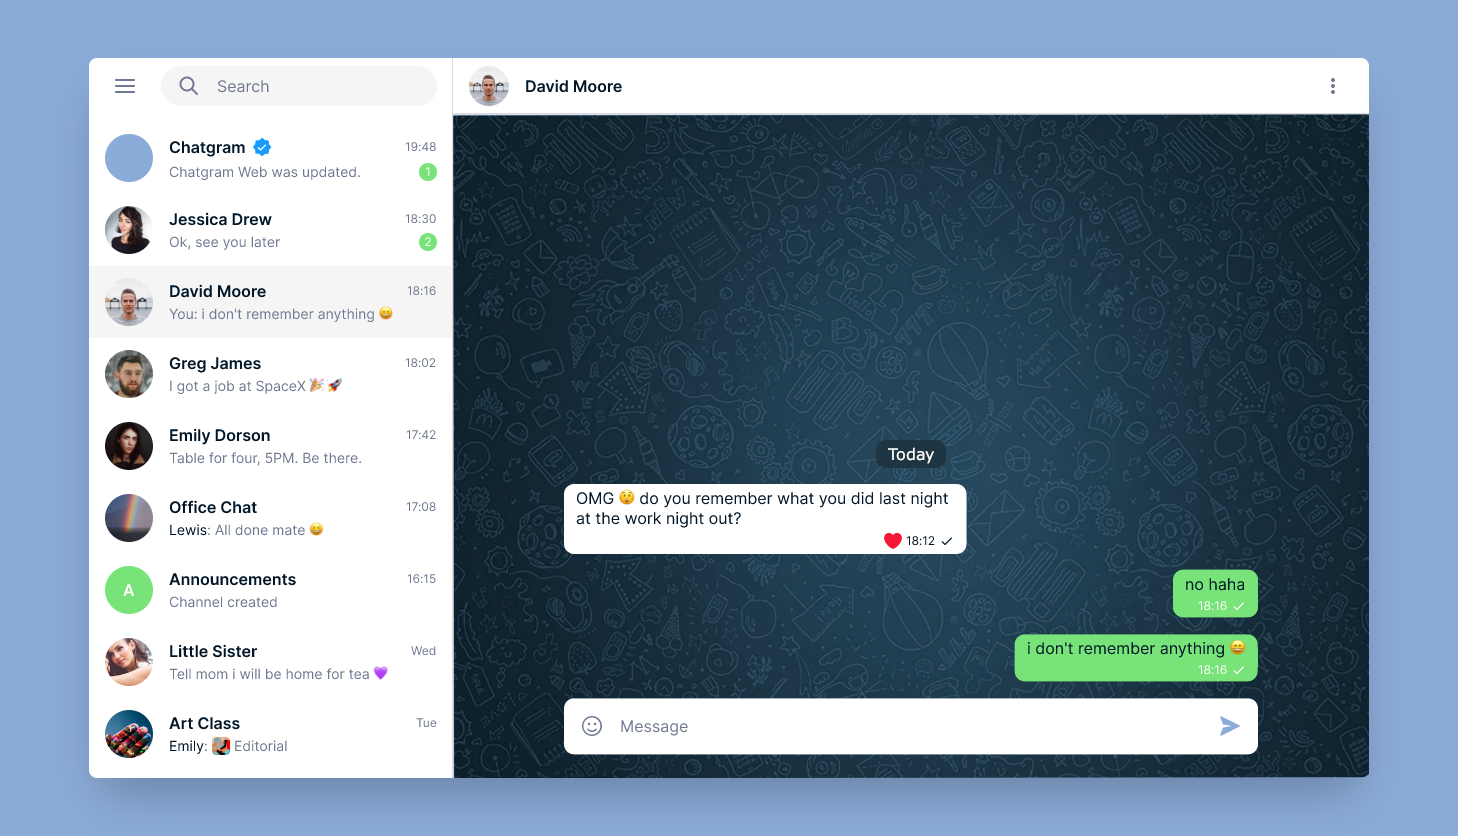 Search
Chatgram 19:48
Chatgram Web was updated. 1
Jessica Drew 18:30
Ok, see you later 2
David Moore 18:16
You: i don't remember anything 😄
Greg James 18:02
I got a job at SpaceX 🎉 🚀
Emily Dorson 17:42
Table for four, 5PM. Be there.
Office Chat 17:08
Lewis: All done mate 😄
A
Announcements 16:15
Channel created
Little Sister Wed
Tell mom i will be home for tea 💜
Art Class Tue
Emily: Editorial
David Moore
Today
OMG 😲 do you remember what you did last night
at the work night out?
❤️ 18:12 ✓
no haha
18:16 ✓
i don't remember anything 😄
18:16 ✓
Message